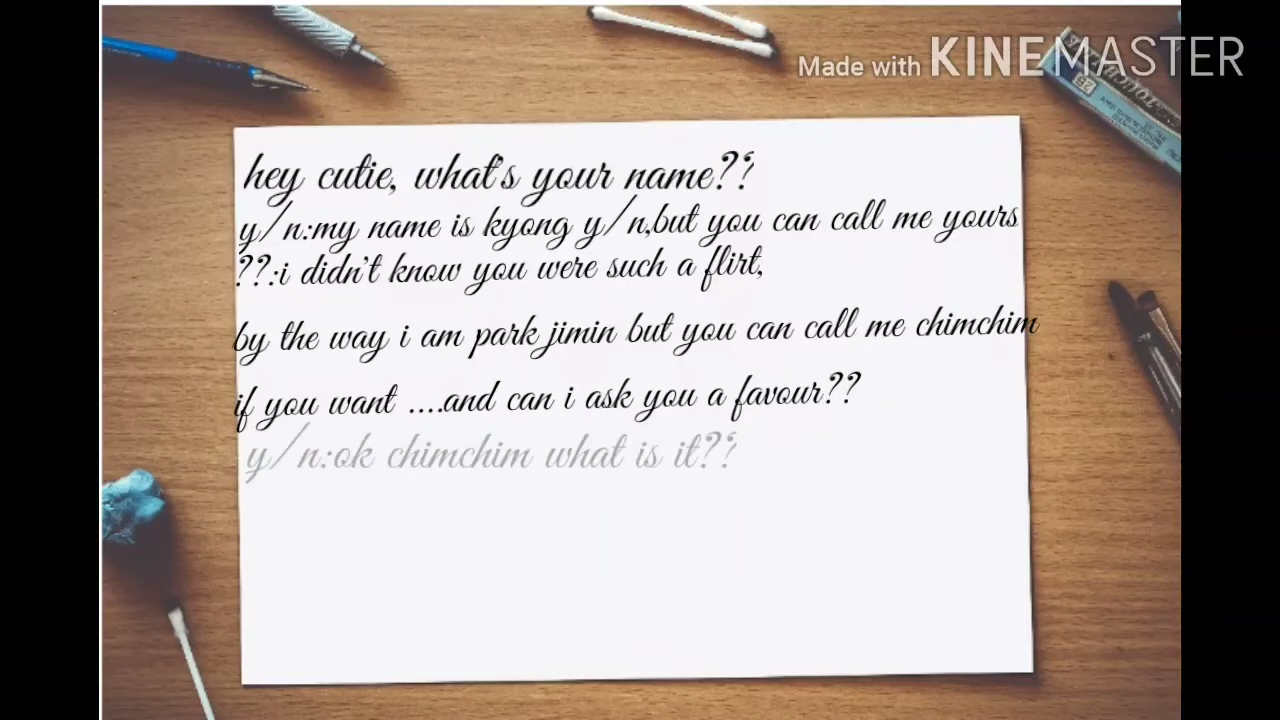 Made with KINEMASTER
hey cutie, what's your name??
y/n:my name is kyong y/n,but you can call me yours
??:i didn't know you were such a flirt,
by the way i am park jimin but you can call me chimchim
if you want ....and can i ask you a favour??
y/n:ok chimchim what is it??